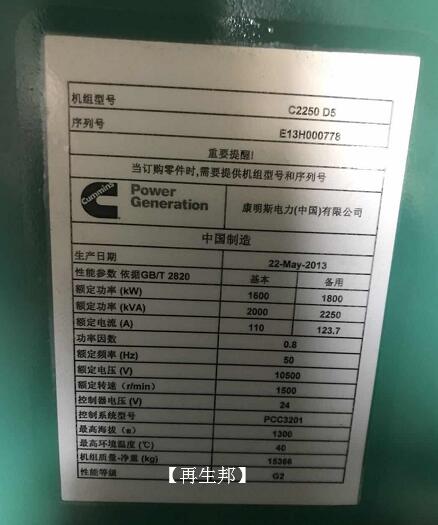 机组型号 C2250 D5
序列号 E13H000778
重要提醒!
当订购零件时,需要提供机组型号和序列号
Cummins Power Generation 康明斯电力(中国)有限公司
中国制造
生产日期 22-May-2013
性能参数 依据GB/T 2820 基本 备用
额定功率 (kW) 1600 1800
额定功率 (kVA) 2000 2250
额定电流 (A) 110 123.7
功率因数 0.8
额定频率 (Hz) 50
额定电压 (V) 10500
额定转速 (r/min) 1500
控制器电压 (V) 24
控制系统型号 PCC3201
最高海拔 (m) 1300
最高环境温度 (℃) 40
机组质量-净重 (kg) 15366
性能等级 G2
【再生邦】